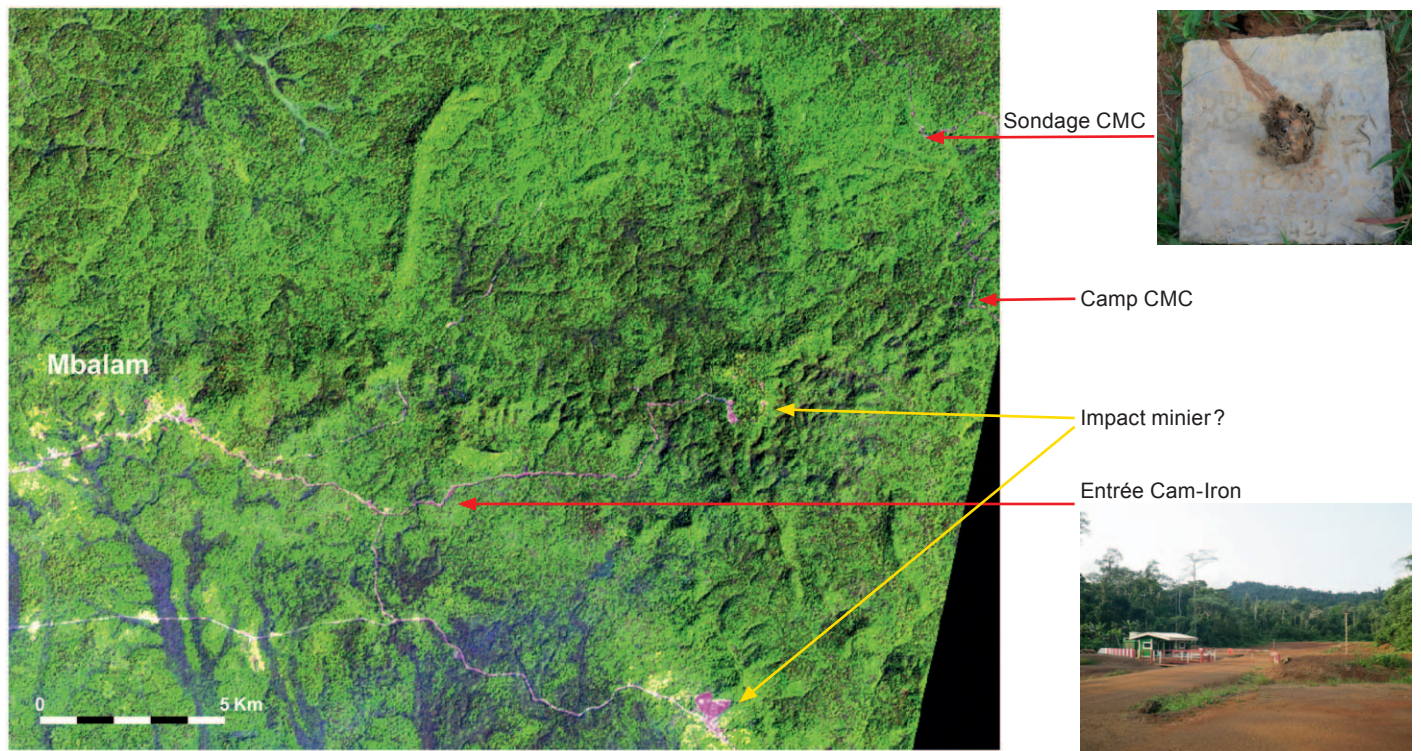 Sondage CMC
Camp CMC
Mbalam
Impact minier ?
Entrée Cam-Iron
0 5 Km